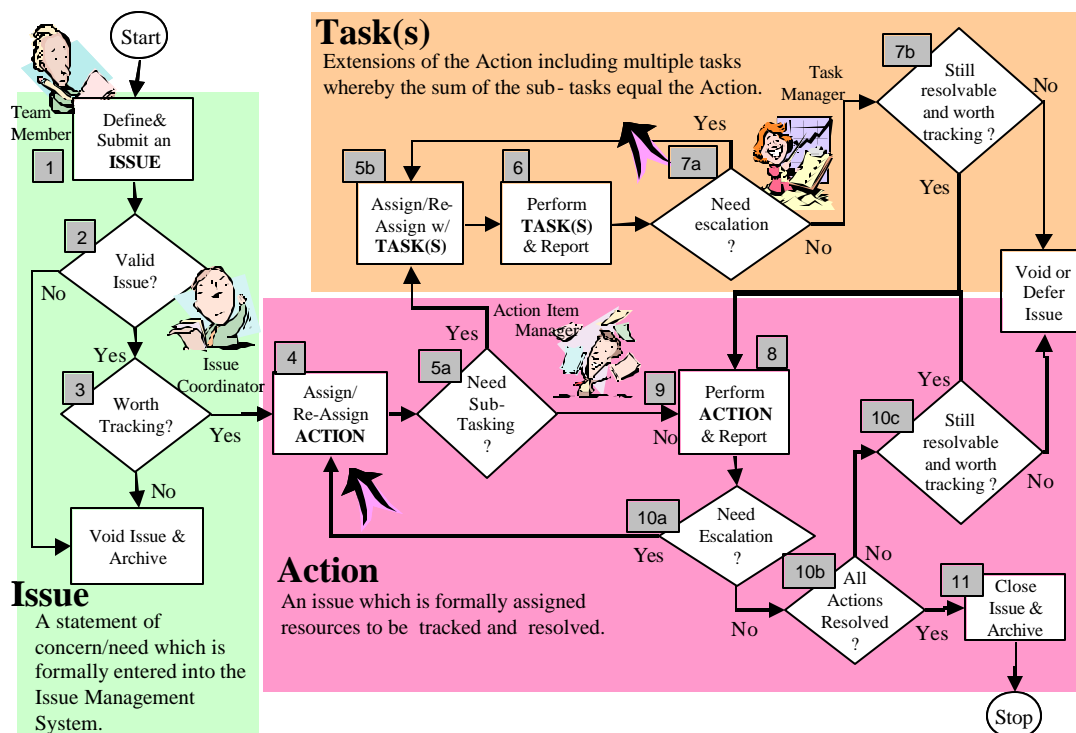 Start
Team
Member
1
Define&
Submit an
ISSUE
2
Valid
Issue?
No
Yes
Issue
Coordinator
3
Worth
Tracking?
Yes
No
Void Issue &
Archive
Issue
A statement of
concern/need which is
formally entered into the
Issue Management
System.
Task(s)
Extensions of the Action including multiple tasks
whereby the sum of the sub- tasks equal the Action.
Task
Manager
5b
Assign/Re-
Assign w/
TASK(S)
6
Perform
TASK(S)
& Report
Yes
7a
Need
escalation
?
No
7b
Still
resolvable
and worth
tracking ?
No
Yes
Void or
Defer
Issue
4
Assign/
Re-Assign
ACTION
Yes
5a
Need
Sub-
Tasking
?
Action Item
Manager
9
No
8
Perform
ACTION
& Report
10a
Need
Escalation
?
Yes
No
10b
All
Actions
Resolved
?
No
Yes
10c
Yes
Still
resolvable
and worth
tracking ?
No
11
Close
Issue &
Archive
Stop
Action
An issue which is formally assigned
resources to be tracked and resolved.